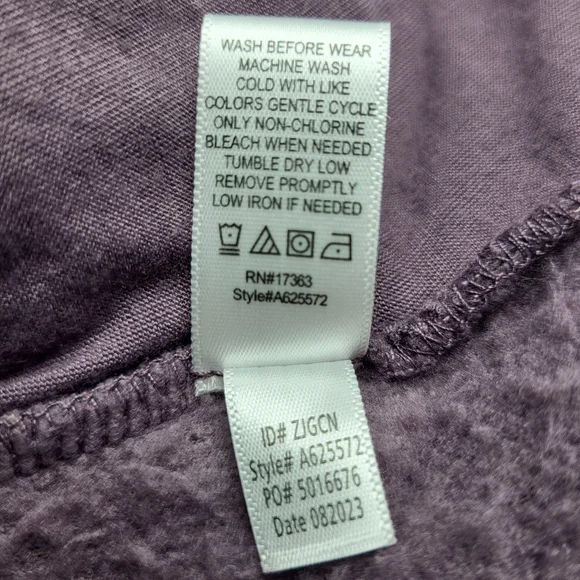 WASH BEFORE WEAR
MACHINE WASH
COLD WITH LIKE
COLORS GENTLE CYCLE
ONLY NON-CHLORINE
BLEACH WHEN NEEDED
TUMBLE DRY LOW
REMOVE PROMPTLY
LOW IRON IF NEEDED
RN#17363
Style#A625572
ID# ZJGCN
Style# A625572
PO# 5016676
Date 082023